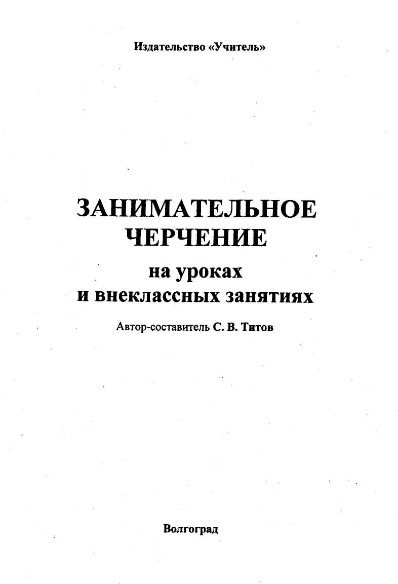 Издательство «Учитель»
ЗАНИМАТЕЛЬНОЕ
ЧЕРЧЕНИЕ
на уроках
и внеклассных занятиях
Автор-составитель С. В. Титов
Волгоград